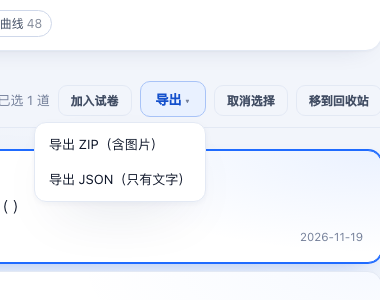 曲线 48
已选 1 道 加入试卷 导出 ▾ 取消选择 移到回收站
导出 ZIP（含图片）
导出 JSON（只有文字）
( )
2026-11-19